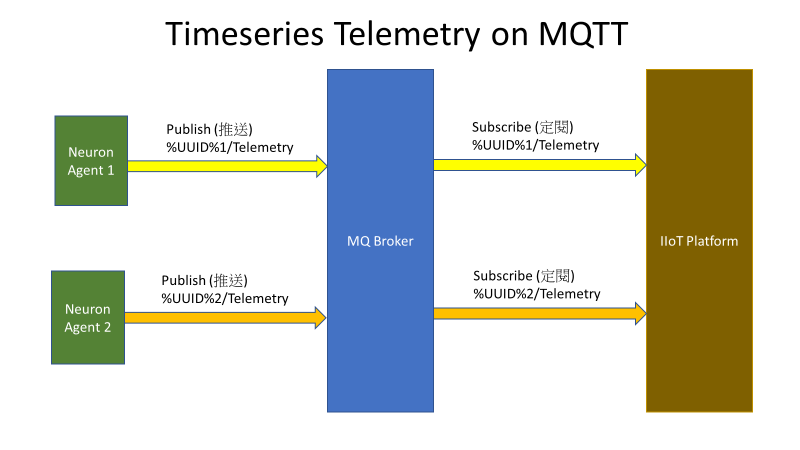 Timeseries Telemetry on MQTT
Neuron
Agent 1
Publish (推送)
%UUID%1/Telemetry
Subscribe (定閱)
%UUID%1/Telemetry
MQ Broker
IIoT Platform
Neuron
Agent 2
Publish (推送)
%UUID%2/Telemetry
Subscribe (定閱)
%UUID%2/Telemetry